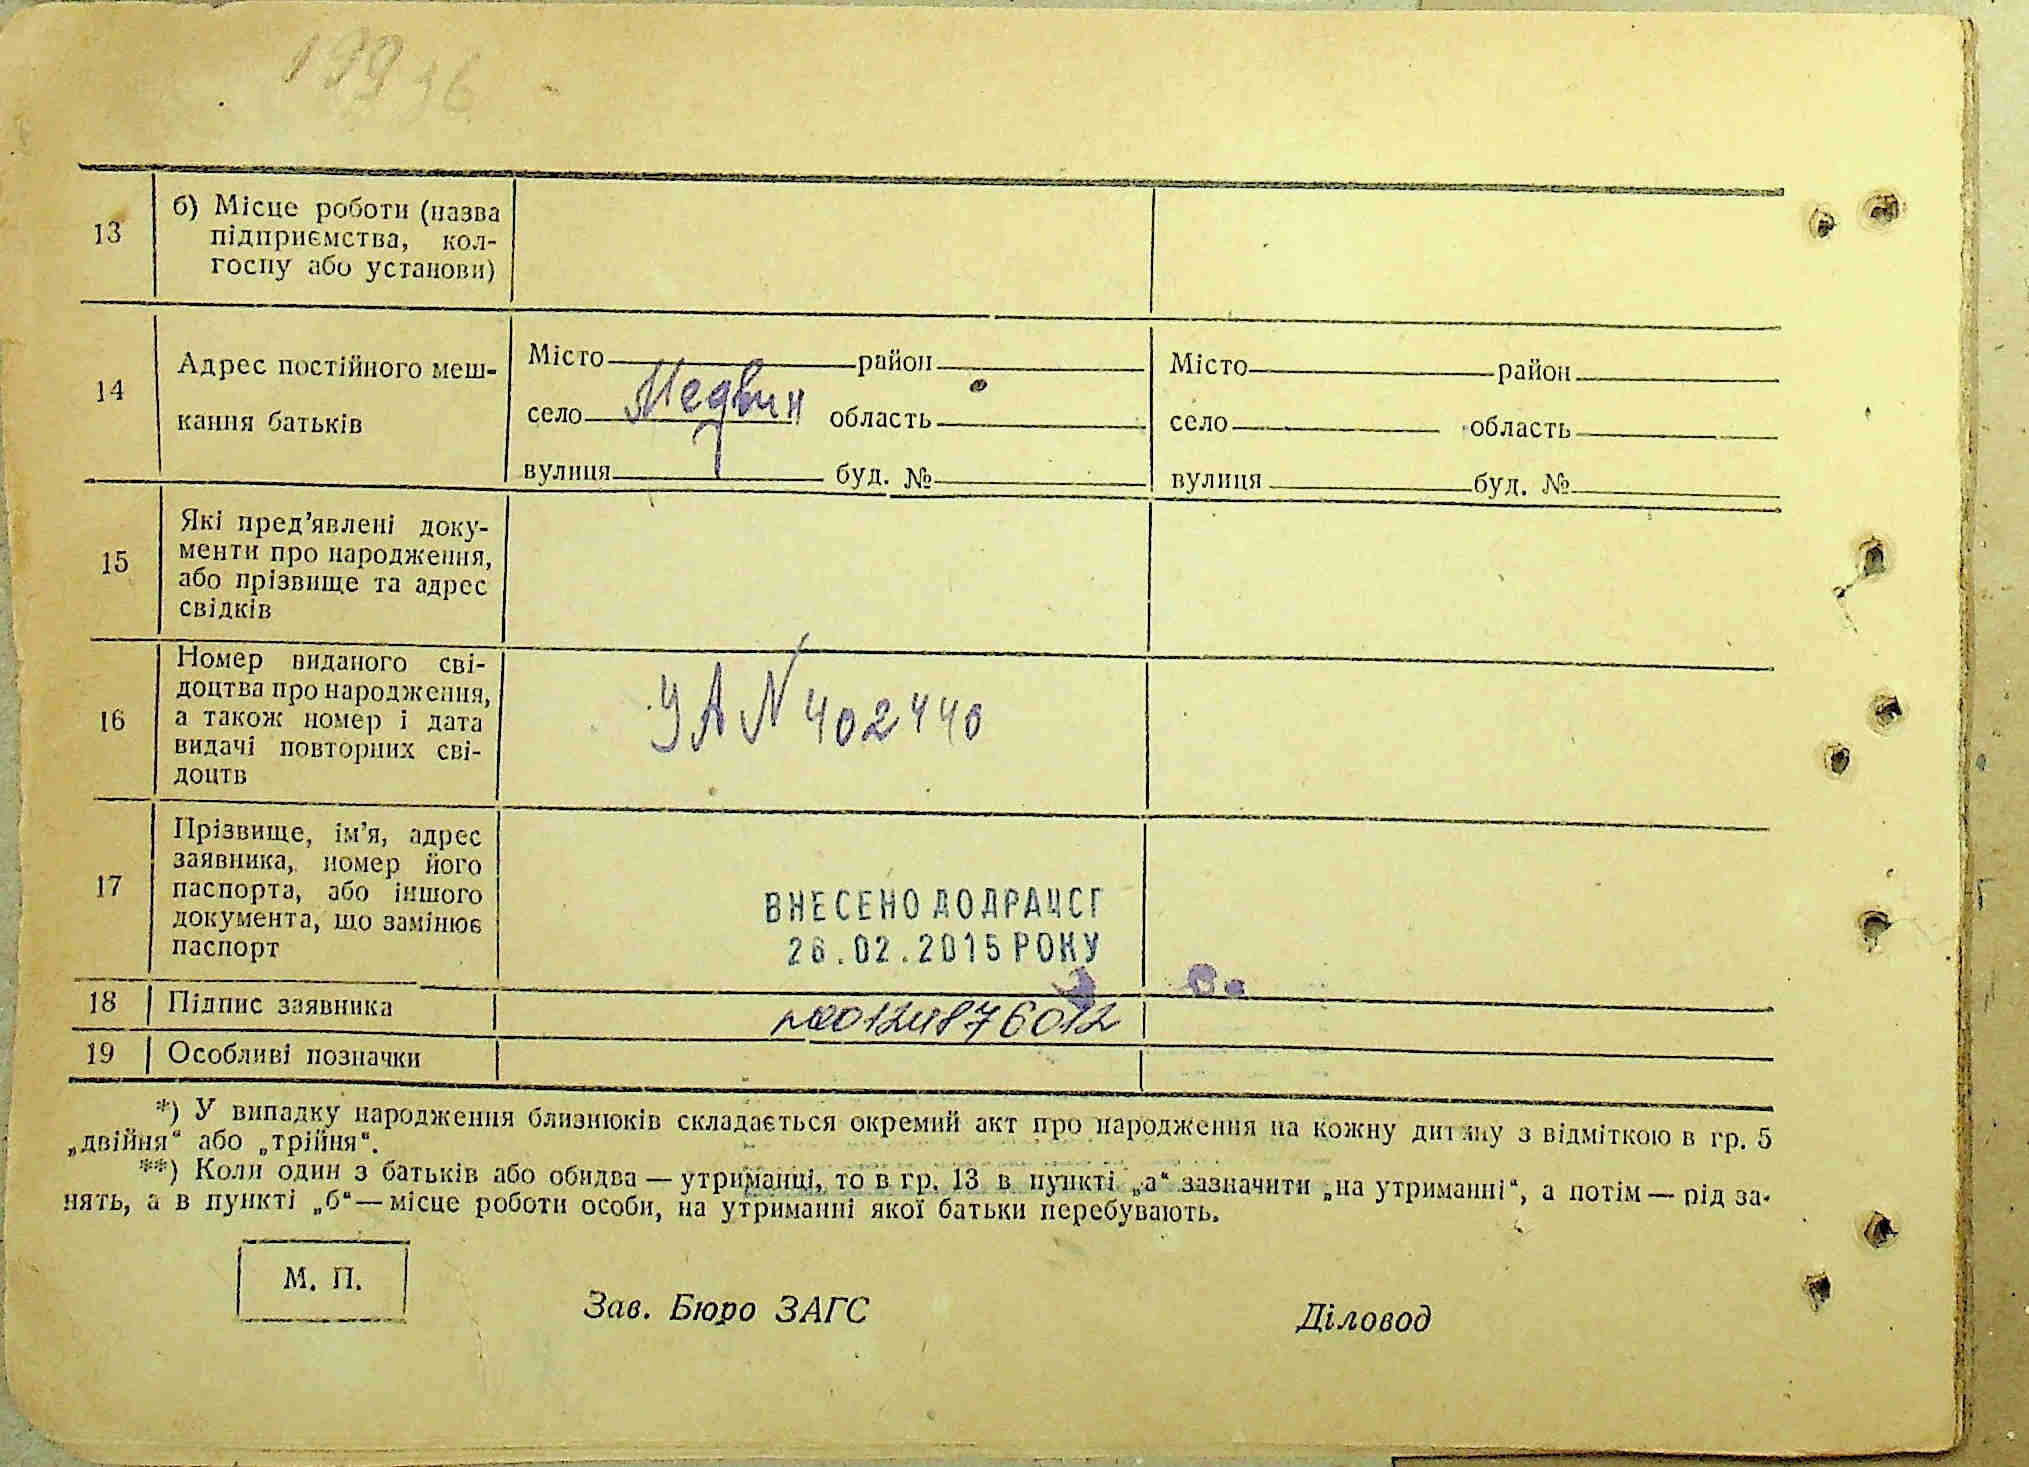 13
б) Місце роботи (назва
підприємства, кол-
госпу або установи)
14
Адрес постійного меш-
кання батьків
Місто район
село Медвин область
вулиця буд. №
Місто район
село область
вулиця буд. №
15
Які пред’явлені доку-
менти про народження,
або прізвище та адрес
свідків
16
Номер виданого сві-
доцтва про народження,
а також номер і дата
видачі повторних сві-
доцтв
УА N 402440
17
Прізвище, ім’я, адрес
заявника, номер його
паспорта, або іншого
документа, що замінює
паспорт
ВНЕСЕНО ДО ДРАЦСГ
26.02.2015 РОКУ
18 Підпис заявника
19 Особливі позначки
*) У випадку народження близнюків складається окремий акт про народження на кожну дитину з відміткою в гр. 5
„двійня“ або „трійня“.
**) Коли один з батьків або обидва — утриманці, то в гр. 13 в пункті „а“ зазначити „на утриманні“, а потім — рід за-
нять, а в пункті „б“ — місце роботи особи, на утриманні якої батьки перебувають.
М. П.
Зав. Бюро ЗАГС
Діловод